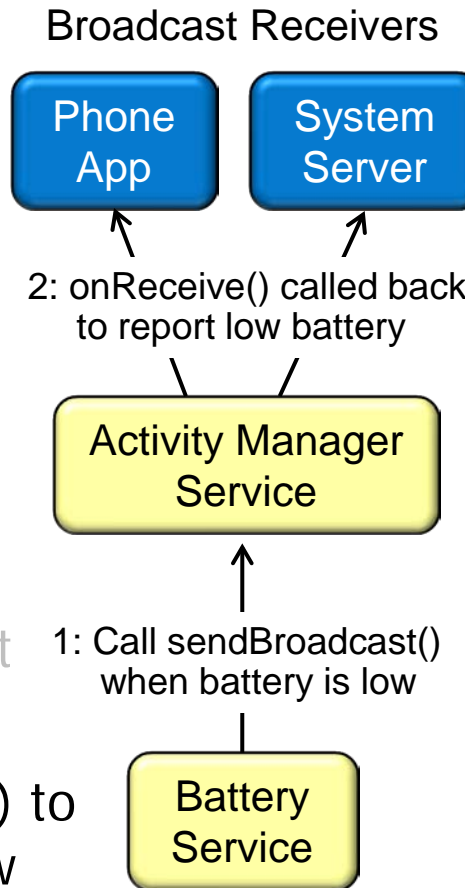 Broadcast Receivers
Phone
App
System
Server
2: onReceive() called back
to report low battery
Activity Manager
Service
t
1: Call sendBroadcast()
when battery is low
) to
w
Battery
Service